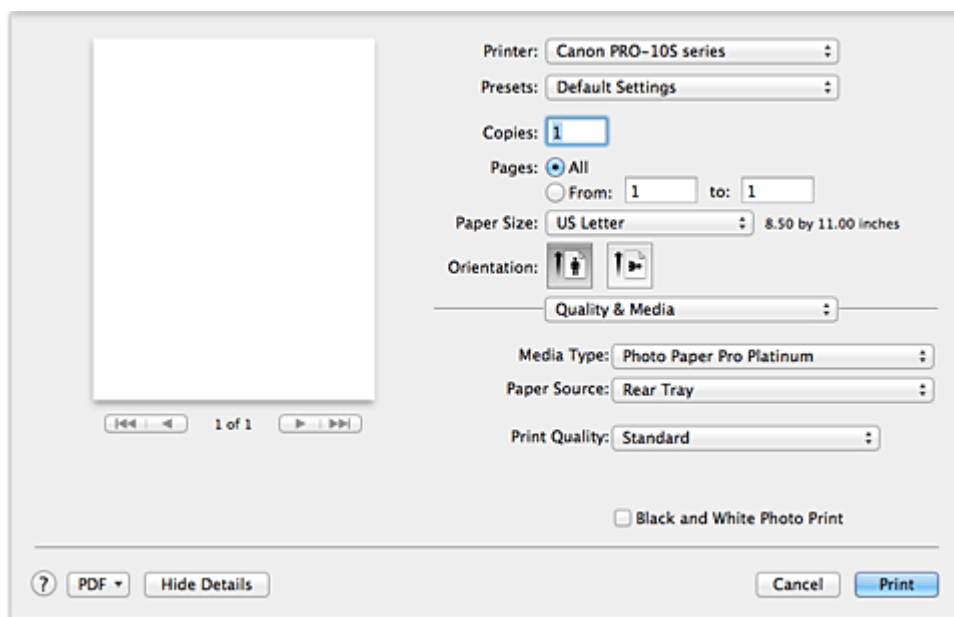 Printer: Canon PRO-10S series
Presets: Default Settings
Copies: 1
Pages: All
From: 1 to: 1
Paper Size: US Letter 8.50 by 11.00 inches
Orientation:
Quality & Media
Media Type: Photo Paper Pro Platinum
Paper Source: Rear Tray
1 of 1
Print Quality: Standard
Black and White Photo Print
? PDF Hide Details Cancel Print